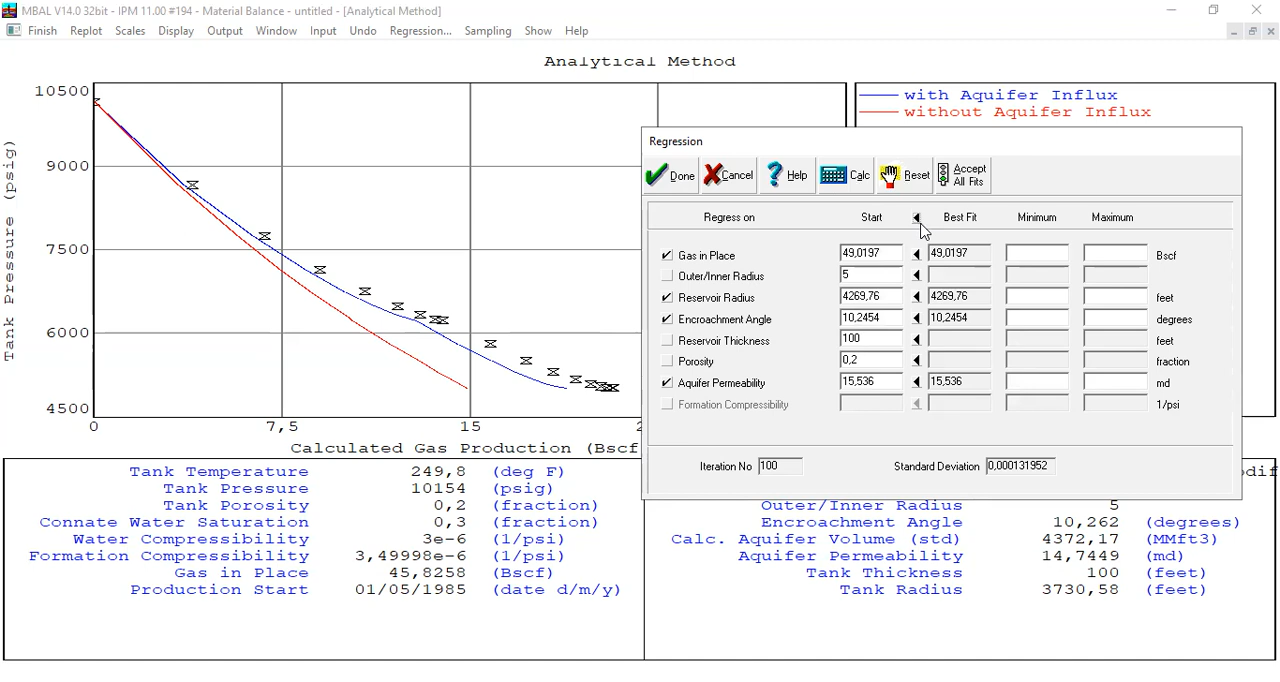 MBAL V14.0 32bit - IPM 11.00 #194 - Material Balance - untitled - [Analytical Method]
Finish Replot Scales Display Output Window Input Undo Regression... Sampling Show Help
Analytical Method
with Aquifer Influx
without Aquifer Influx
Tank Pressure (psig)
10500
9000
7500
6000
4500
0 7,5 15 2
Calculated Gas Production (Bscf
Regression
Done Cancel Help Calc Reset Accept All Fits
Regress on Start Best Fit Minimum Maximum
Gas in Place 49,0197 49,0197 Bscf
Outer/Inner Radius 5
Reservoir Radius 4269,76 4269,76 feet
Encroachment Angle 10,2454 10,2454 degrees
Reservoir Thickness 100 feet
Porosity 0,2 fraction
Aquifer Permeability 15,536 15,536 md
Formation Compressibility 1/psi
Iteration No 100 Standard Deviation 0,000131952
Tank Temperature 249,8 (deg F)
Tank Pressure 10154 (psig)
Tank Porosity 0,2 (fraction)
Connate Water Saturation 0,3 (fraction)
Water Compressibility 3e-6 (1/psi)
Formation Compressibility 3,49998e-6 (1/psi)
Gas in Place 45,8258 (Bscf)
Production Start 01/05/1985 (date d/m/y)
odif
Outer/Inner Radius 5
Encroachment Angle 10,262 (degrees)
Calc. Aquifer Volume (std) 4372,17 (MMft3)
Aquifer Permeability 14,7449 (md)
Tank Thickness 100 (feet)
Tank Radius 3730,58 (feet)